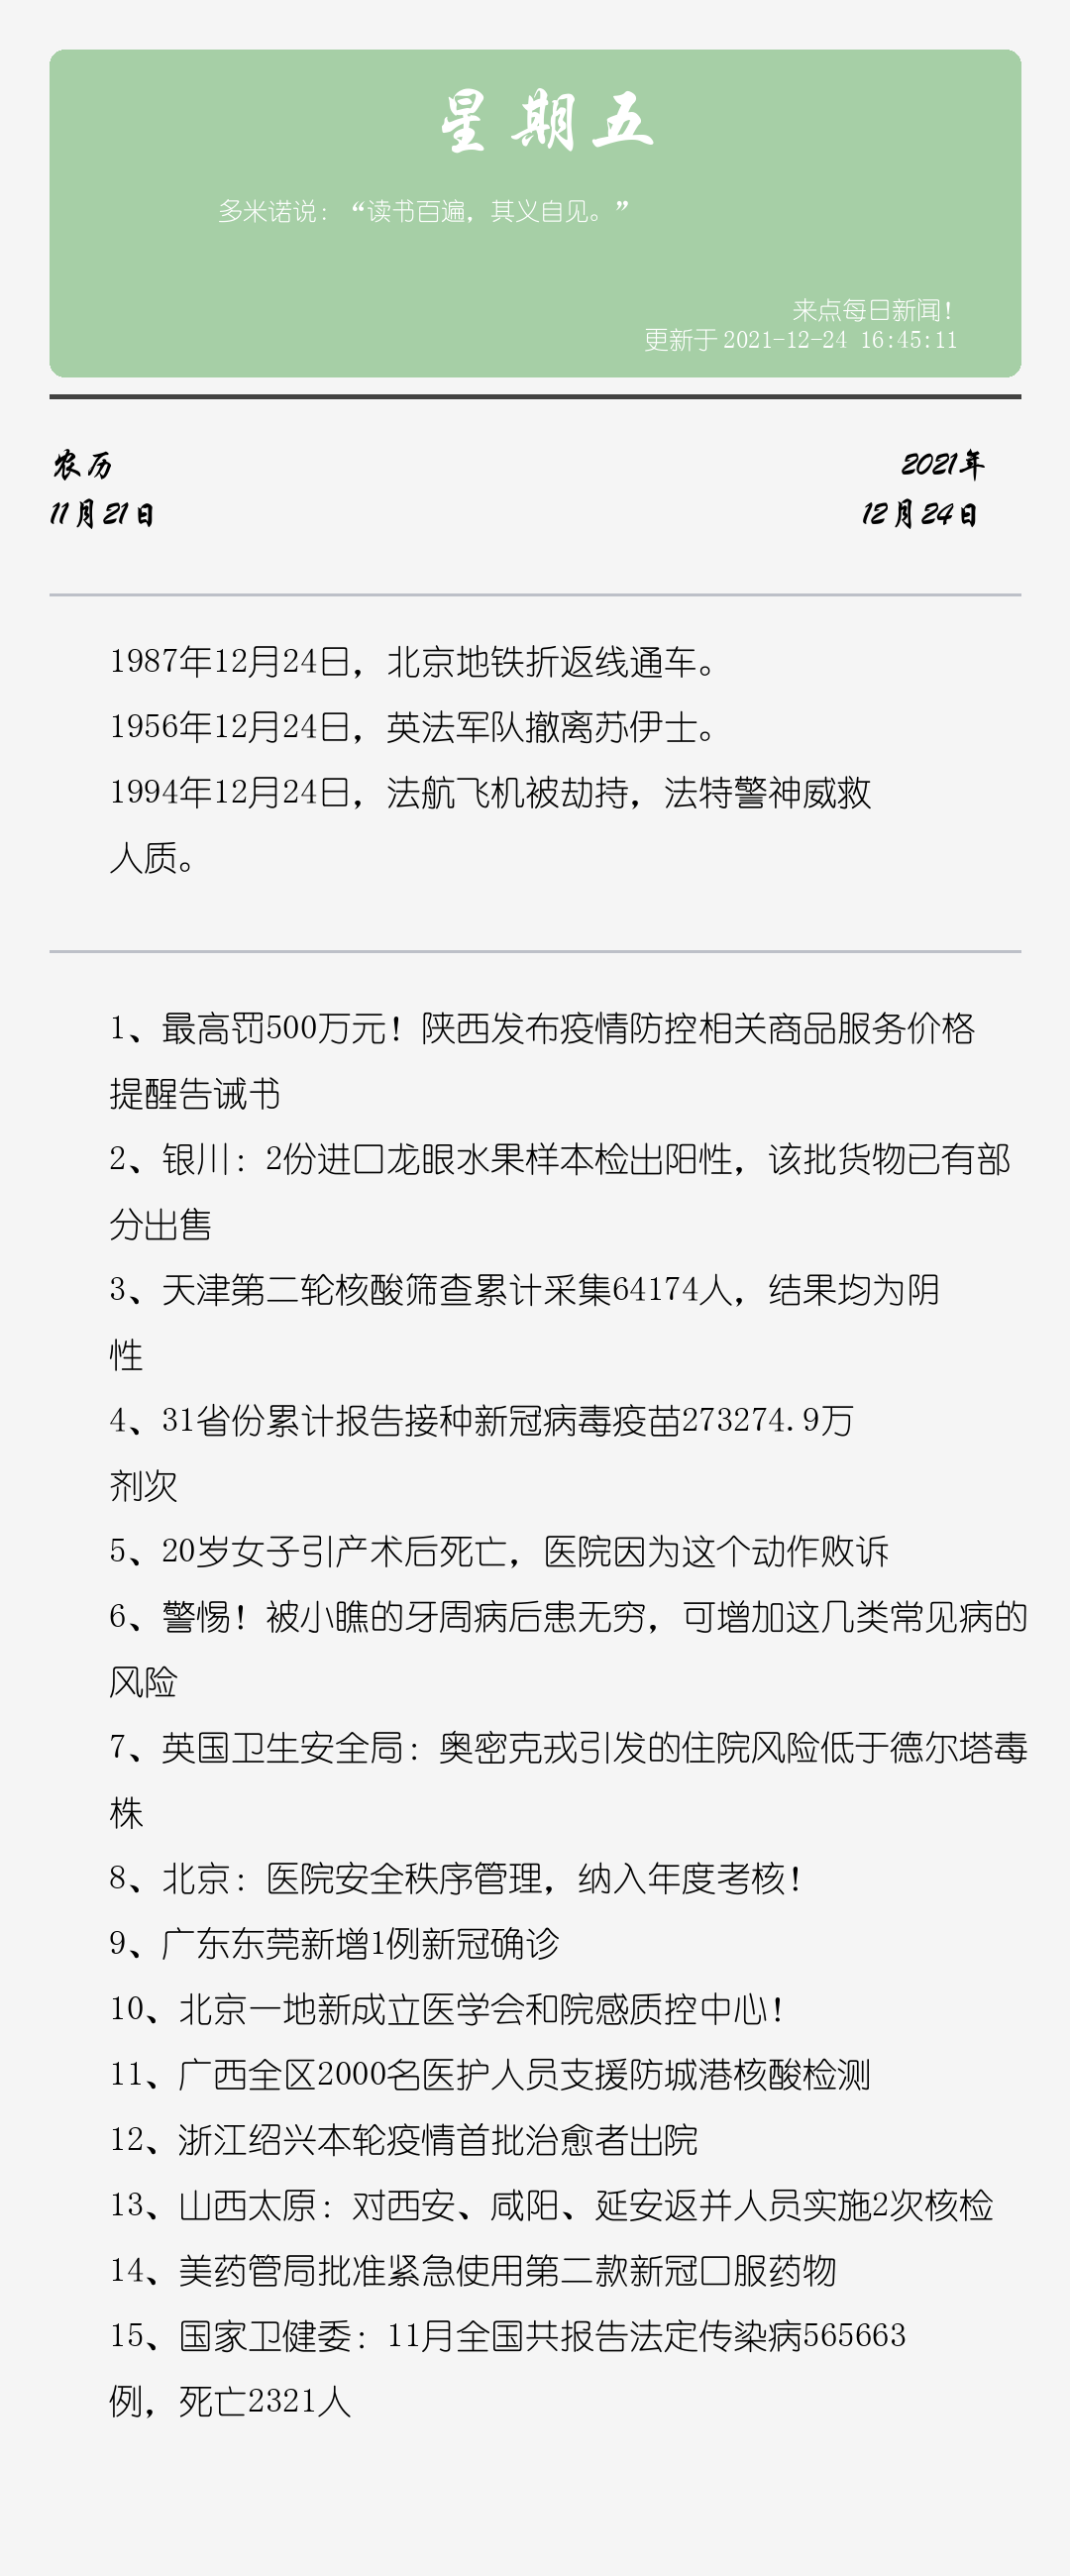 星期五
多米诺说：“读书百遍，其义自见。”
来点每日新闻！
更新于 2021-12-24 16:45:11
农历
2021年
11月21日
12月24日
1987年12月24日，北京地铁折返线通车。
1956年12月24日，英法军队撤离苏伊士。
1994年12月24日，法航飞机被劫持，法特警神威救
人质。
1、最高罚500万元！陕西发布疫情防控相关商品服务价格
提醒告诫书
2、银川：2份进口龙眼水果样本检出阳性，该批货物已有部
分出售
3、天津第二轮核酸筛查累计采集64174人，结果均为阴
性
4、31省份累计报告接种新冠病毒疫苗273274.9万
剂次
5、20岁女子引产术后死亡，医院因为这个动作败诉
6、警惕！被小瞧的牙周病后患无穷，可增加这几类常见病的
风险
7、英国卫生安全局：奥密克戎引发的住院风险低于德尔塔毒
株
8、北京：医院安全秩序管理，纳入年度考核！
9、广东东莞新增1例新冠确诊
10、北京一地新成立医学会和院感质控中心！
11、广西全区2000名医护人员支援防城港核酸检测
12、浙江绍兴本轮疫情首批治愈者出院
13、山西太原：对西安、咸阳、延安返并人员实施2次核检
14、美药管局批准紧急使用第二款新冠口服药物
15、国家卫健委：11月全国共报告法定传染病565663
例，死亡2321人